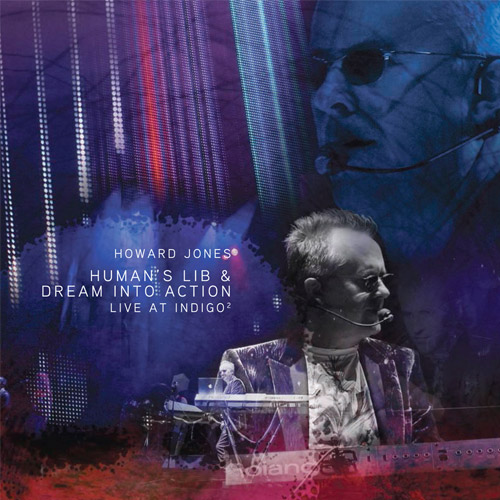 HOWARD JONES®
HUMAN'S LIB &
DREAM INTO ACTION
LIVE AT INDIGO²
Roland